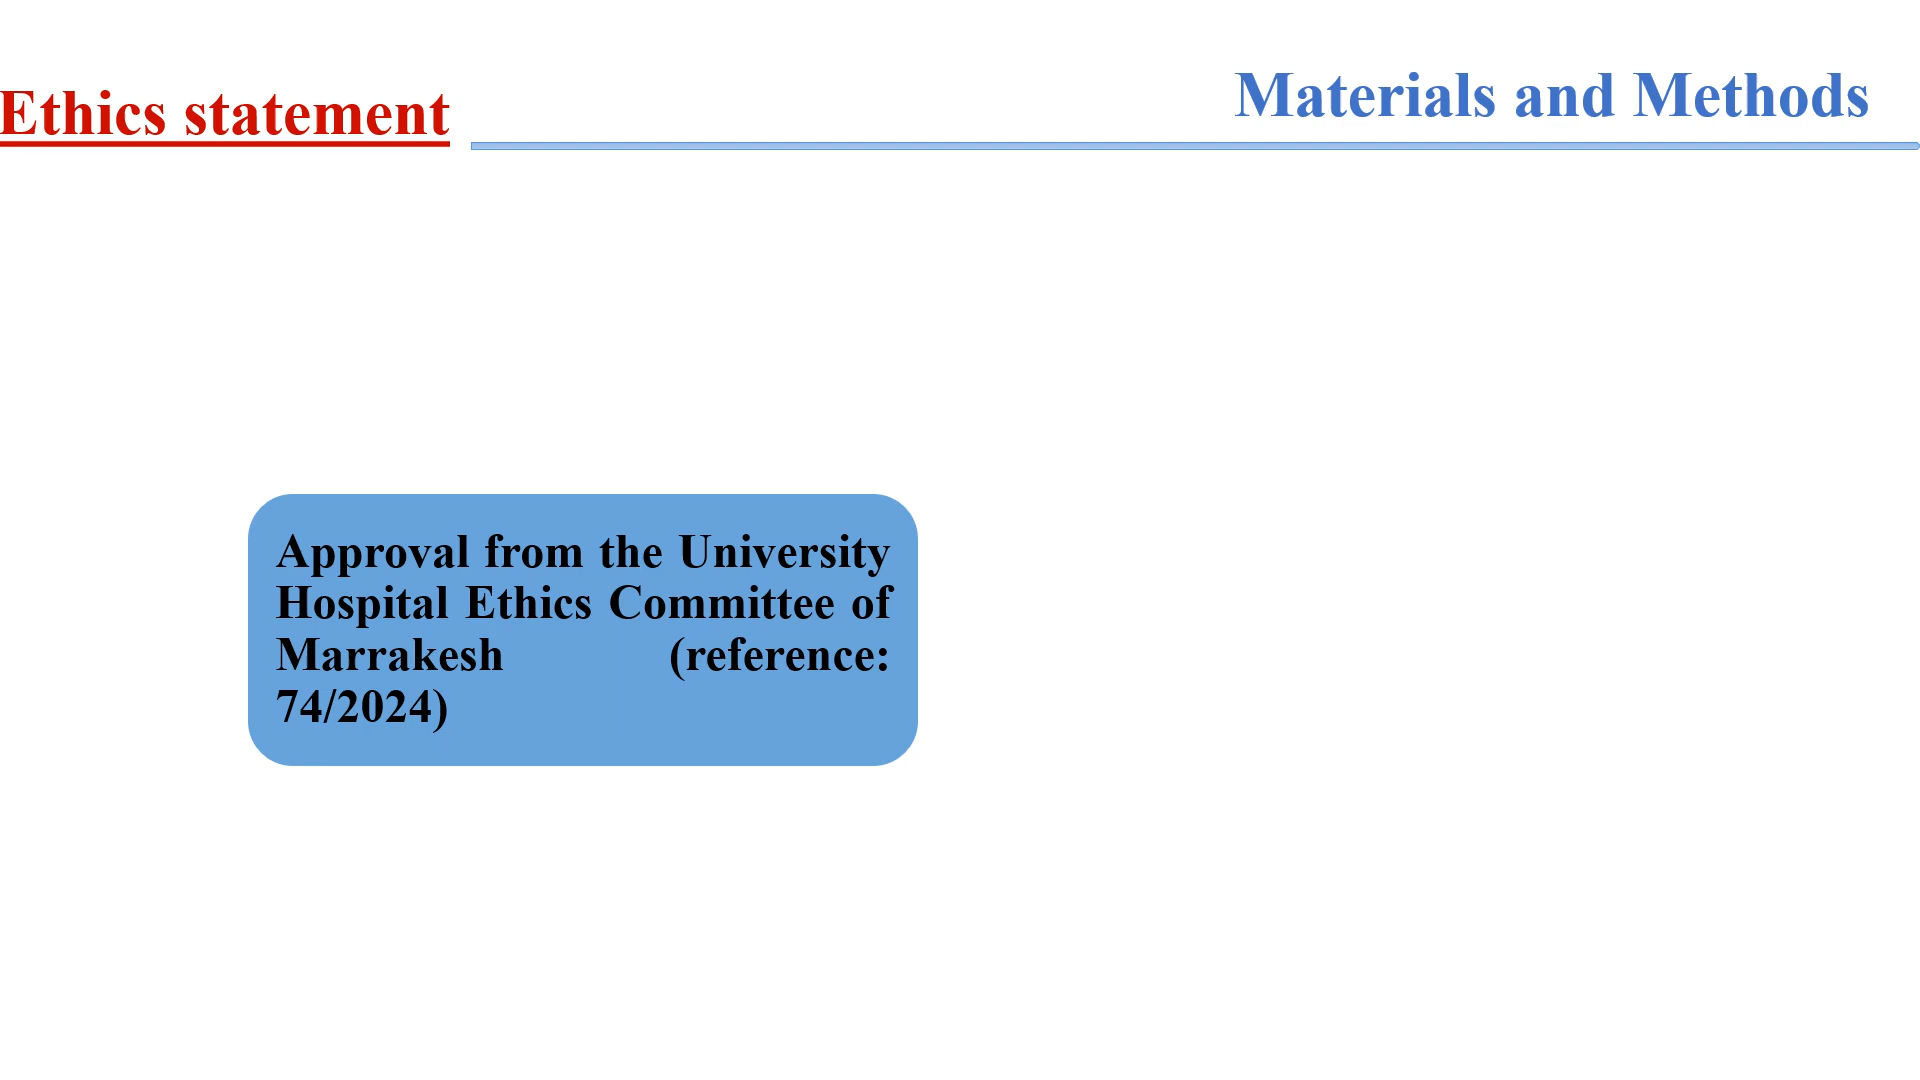 Materials and Methods
Ethics statement
Approval from the University
Hospital Ethics Committee of
Marrakesh (reference:
74/2024)